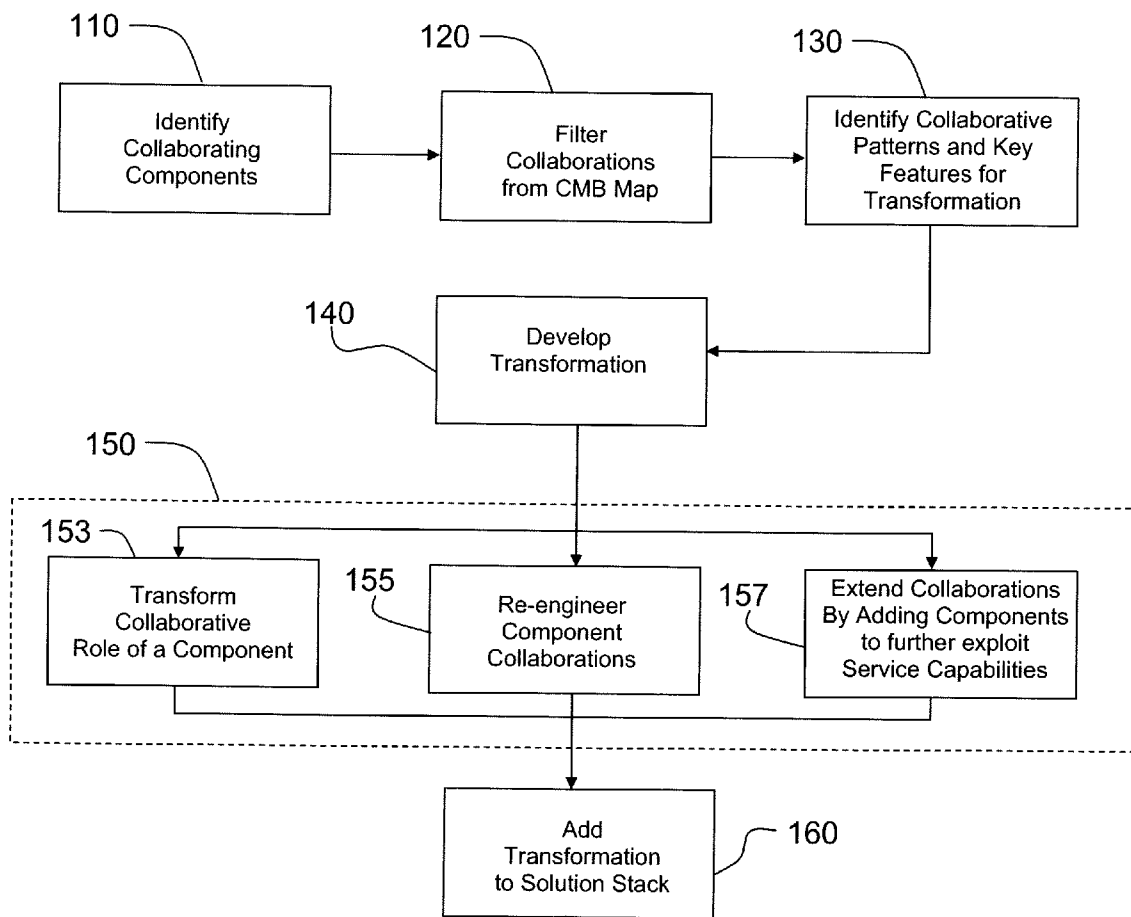 110
120
130
Identify
Collaborating
Components
Filter
Collaborations
from CMB Map
Identify Collaborative
Patterns and Key
Features for
Transformation
140
Develop
Transformation
150
153
Transform
Collaborative
Role of a Component
155
Re-engineer
Component
Collaborations
157
Extend Collaborations
By Adding Components
to further exploit
Service Capabilities
Add
Transformation
to Solution Stack
160